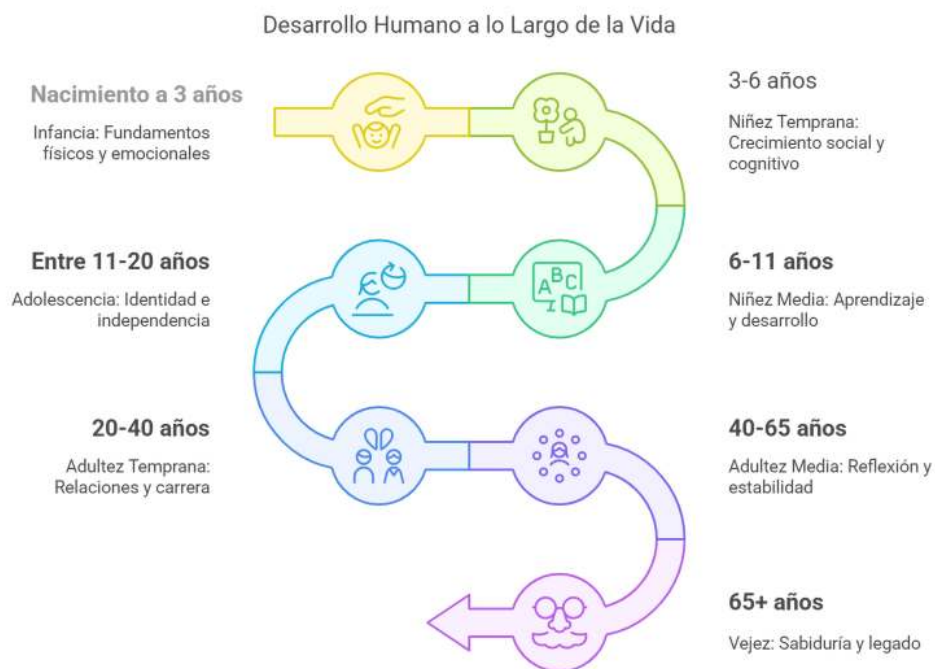 Desarrollo Humano a lo Largo de la Vida
Nacimiento a 3 años
Infancia: Fundamentos
físicos y emocionales
3-6 años
Niñez Temprana:
Crecimiento social y
cognitivo
6-11 años
Niñez Media: Aprendizaje
y desarrollo
A B C
Entre 11-20 años
Adolescencia: Identidad e
independencia
20-40 años
Adultez Temprana:
Relaciones y carrera
40-65 años
Adultez Media: Reflexión y
estabilidad
65+ años
Vejez: Sabiduría y legado